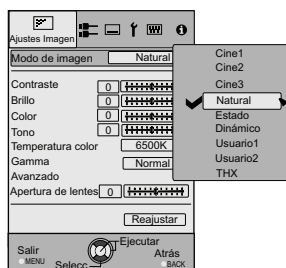 Ajustes Imagen
Modo de imagen Natural
Contraste 0
Brillo 0
Color 0
Tono 0
Temperatura color 6500K
Gamma Normal
Avanzado
Apertura de lentes 0
Reajustar
Salir
MENU
Selecc
Ejecutar
Atrás
BACK
Cine1
Cine2
Cine3
Natural
Estado
Dinámico
Usuario1
Usuario2
THX